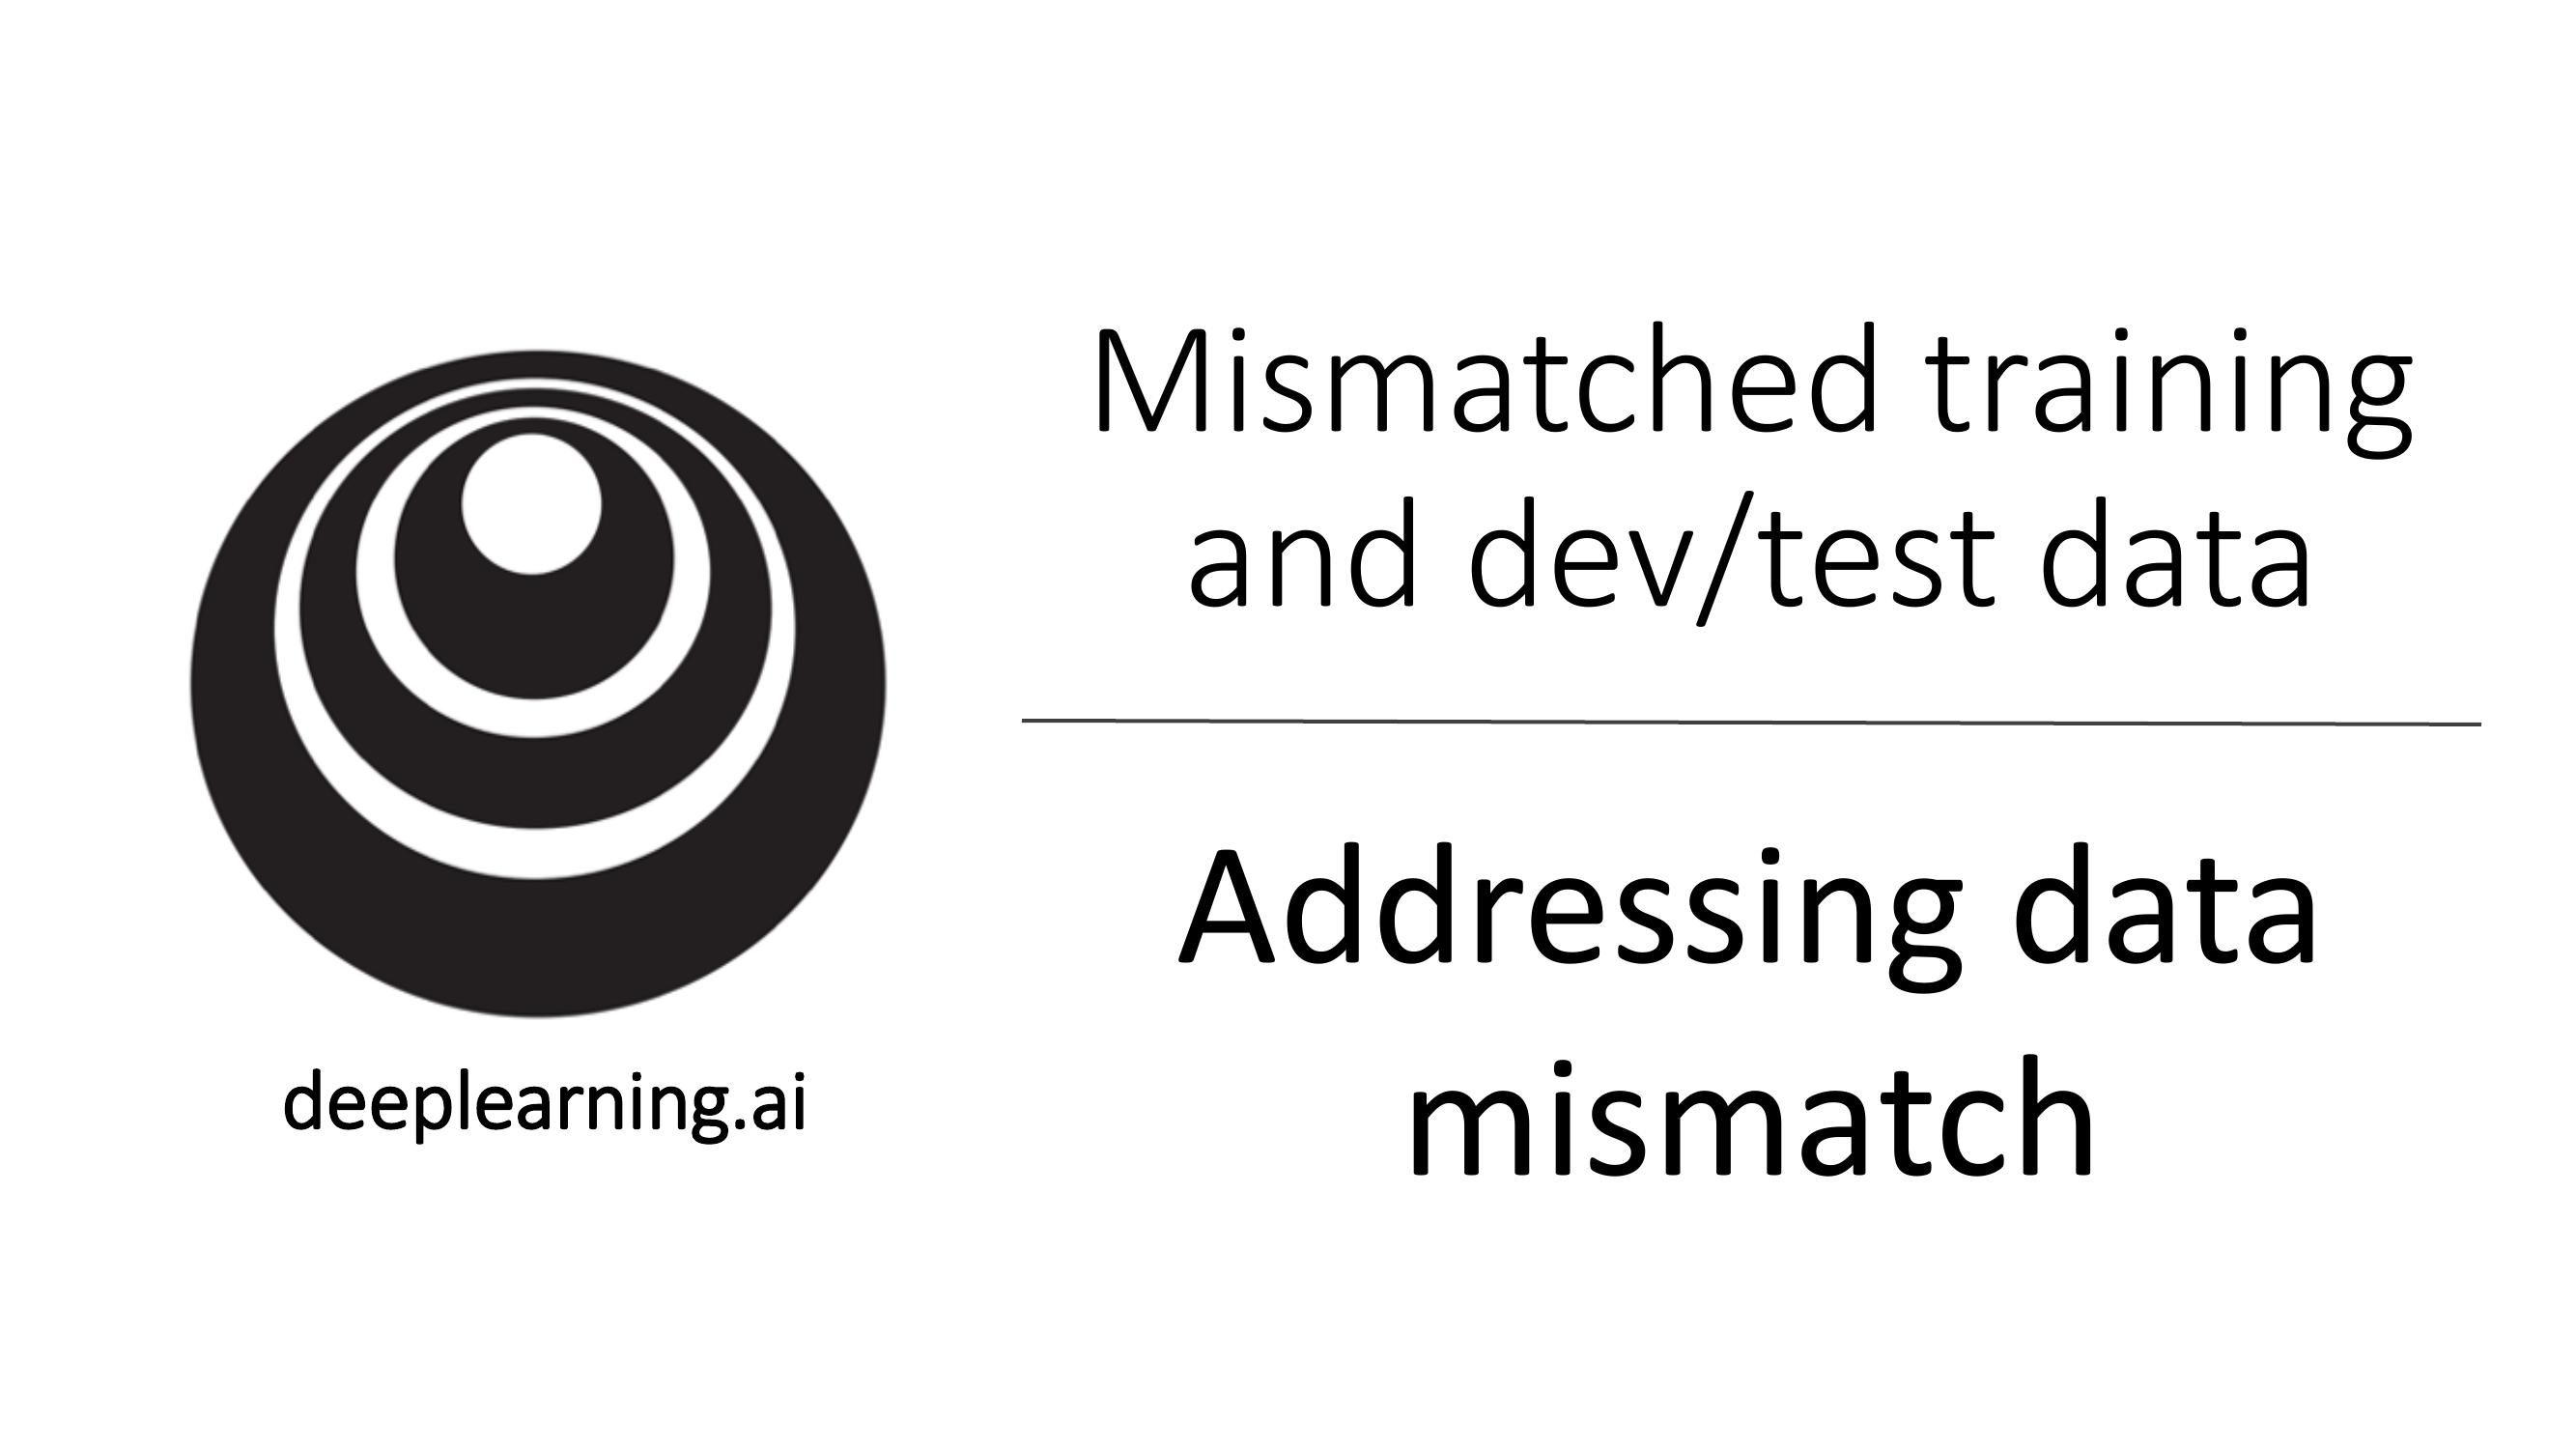 deeplearning.ai
Mismatched training
and dev/test data
Addressing data
mismatch